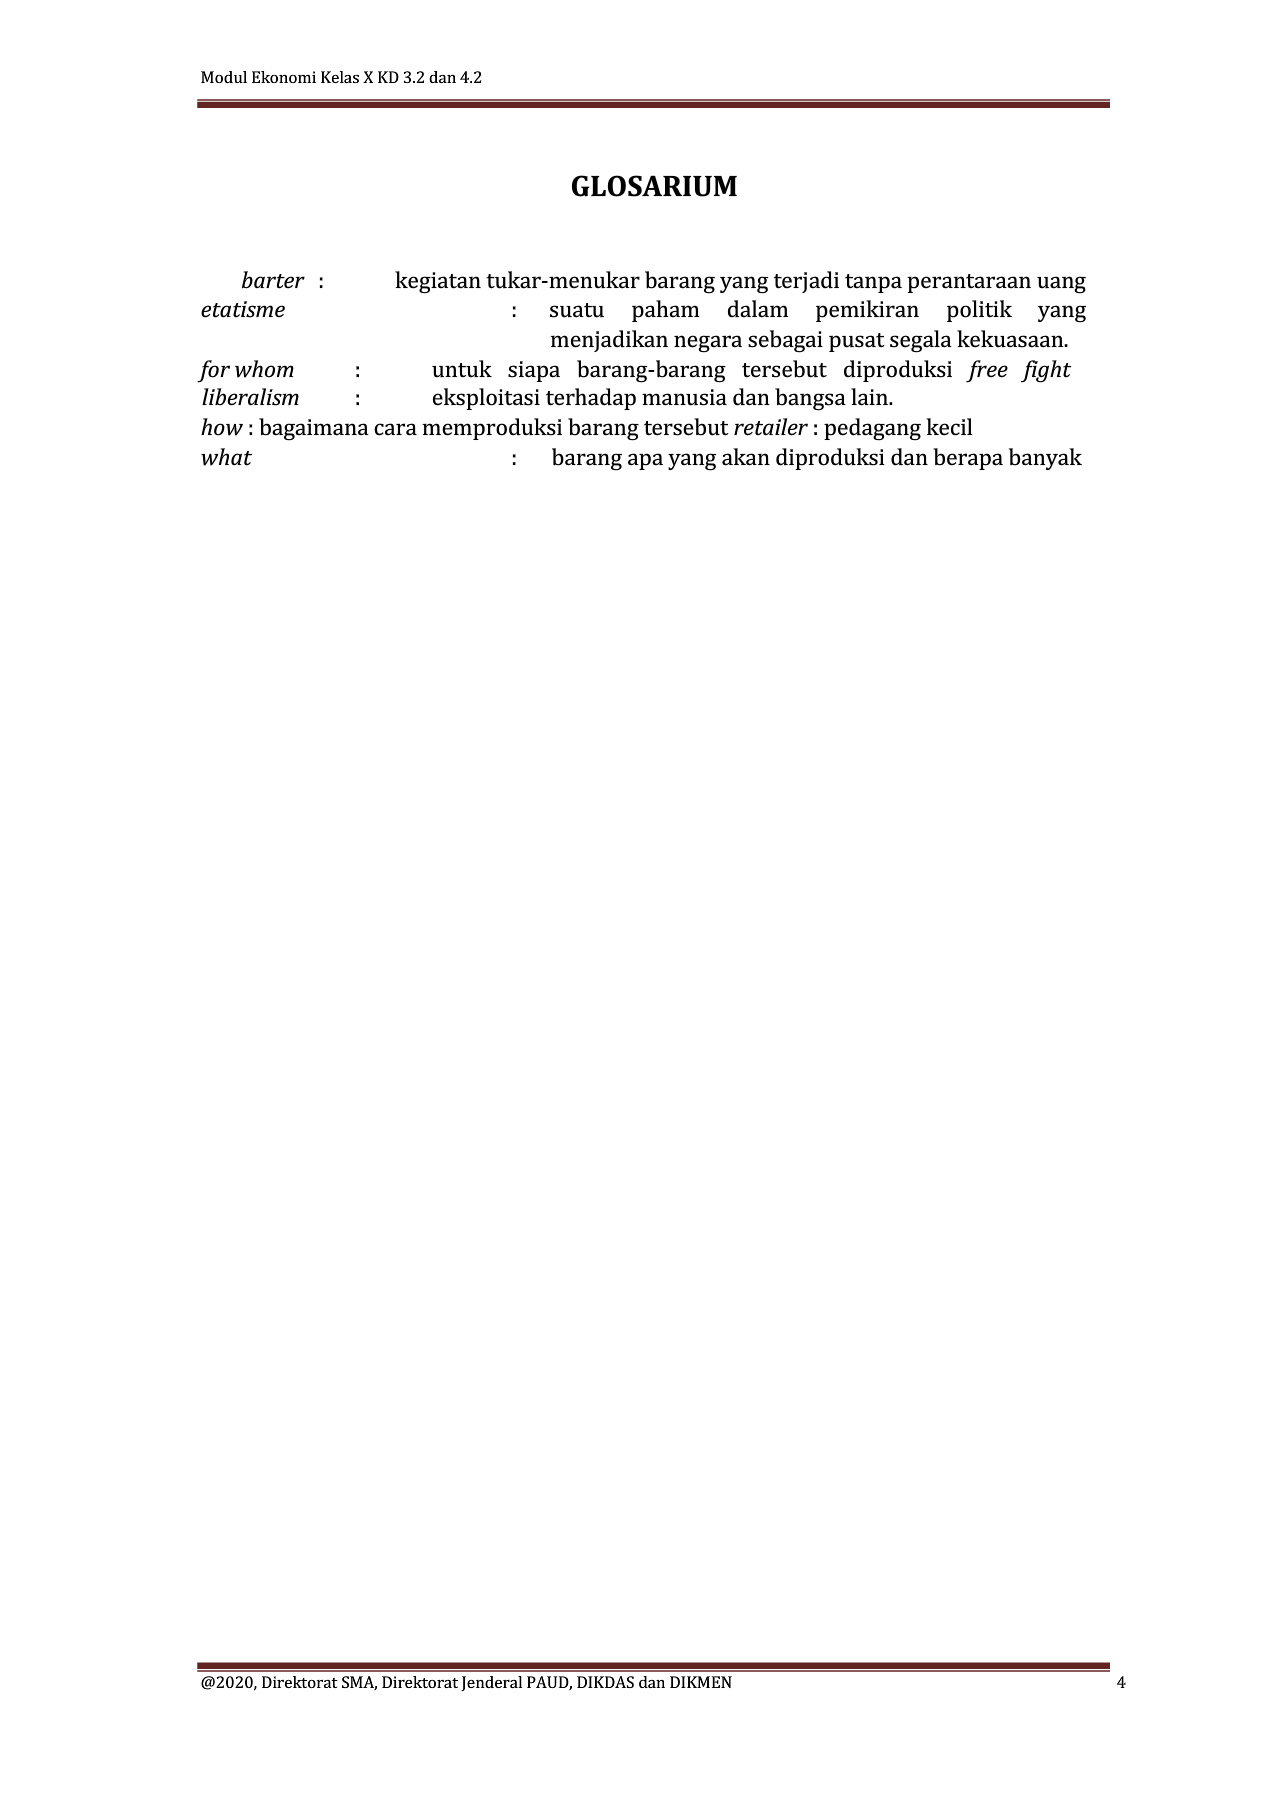 Modul Ekonomi Kelas X KD 3.2 dan 4.2
GLOSARIUM
barter : kegiatan tukar-menukar barang yang terjadi tanpa perantaraan uang
etatisme : suatu paham dalam pemikiran politik yang
menjadikan negara sebagai pusat segala kekuasaan.
for whom : untuk siapa barang-barang tersebut diproduksi free fight
liberalism : eksploitasi terhadap manusia dan bangsa lain.
how : bagaimana cara memproduksi barang tersebut retailer : pedagang kecil
what : barang apa yang akan diproduksi dan berapa banyak
@2020, Direktorat SMA, Direktorat Jenderal PAUD, DIKDAS dan DIKMEN 4